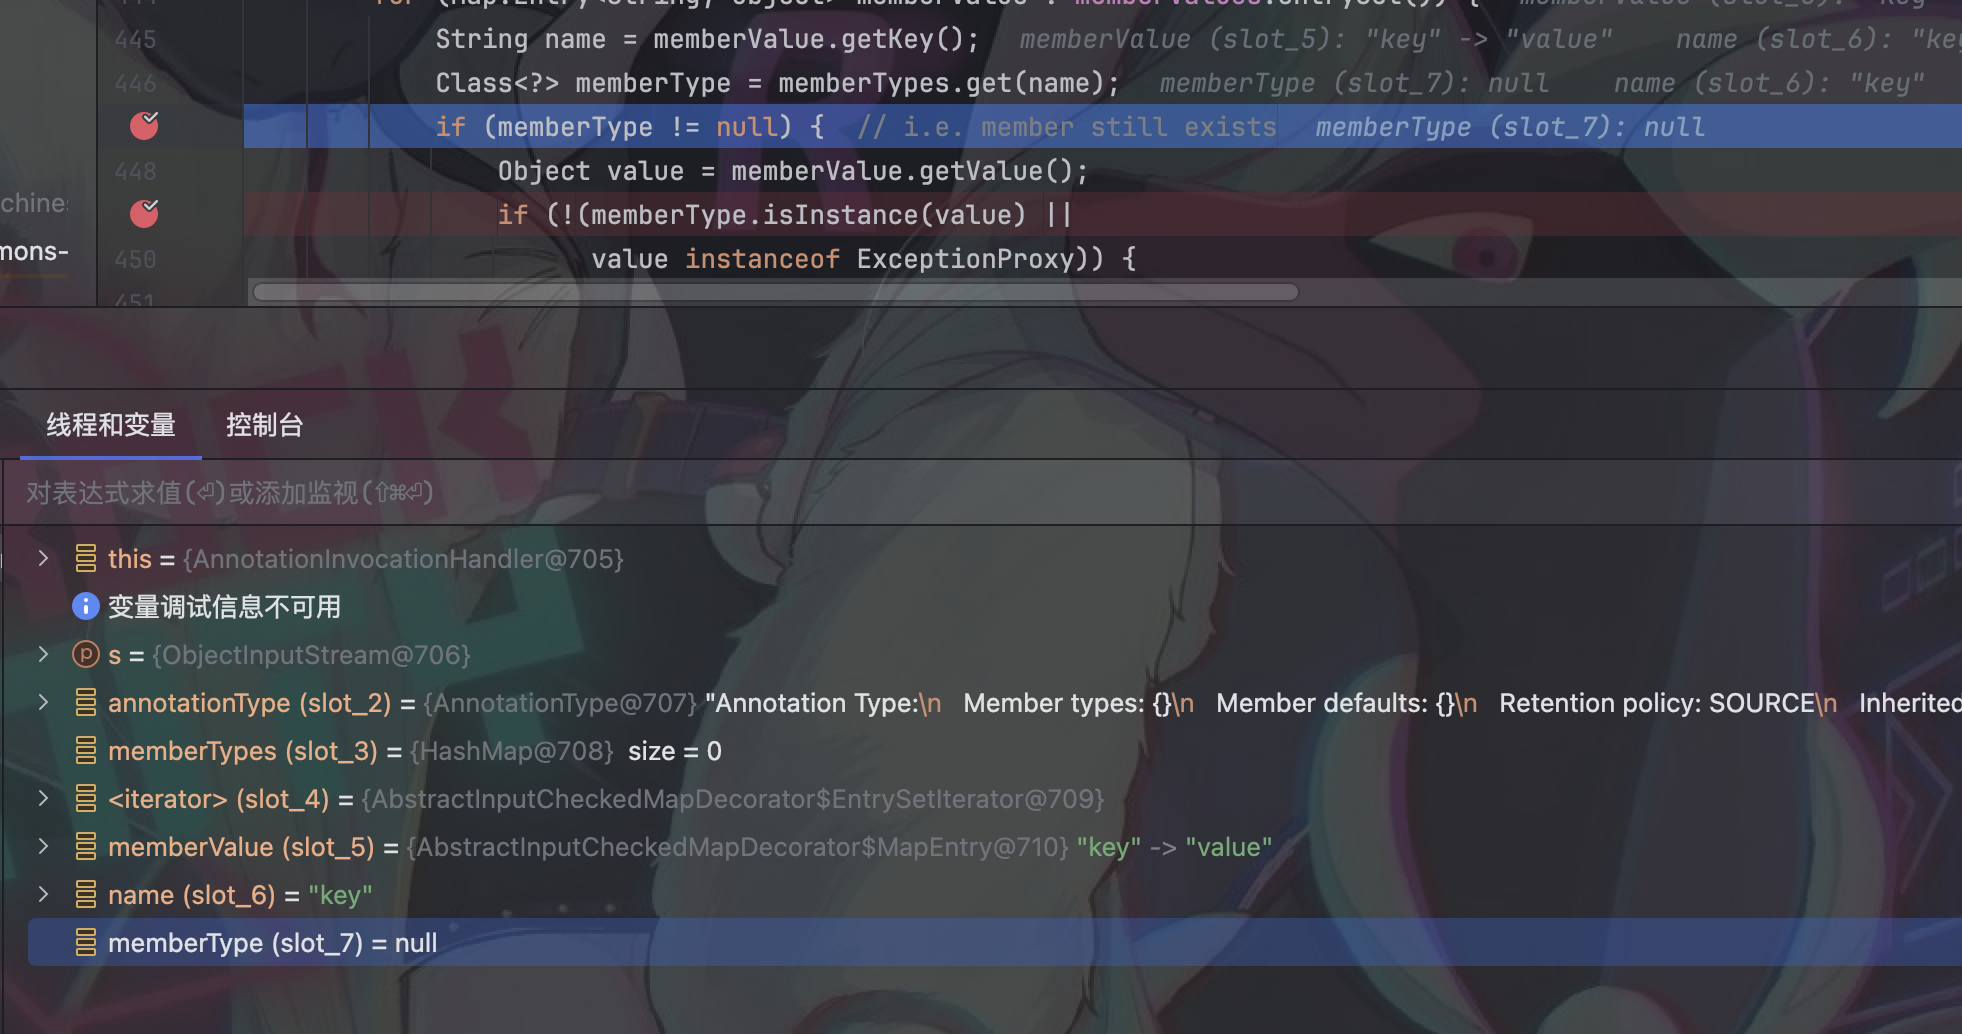 for (Map.Entry<String, Object> memberValue : memberValues.entrySet()) {   memberValue (slot_5): "key"
445 String name = memberValue.getKey();   memberValue (slot_5): "key" -> "value"    name (slot_6): "key
446 Class<?> memberType = memberTypes.get(name);   memberType (slot_7): null    name (slot_6): "key"
if (memberType != null) {  // i.e. member still exists   memberType (slot_7): null
448 Object value = memberValue.getValue();
if (!(memberType.isInstance(value) ||
450 value instanceof ExceptionProxy)) {
451
chine
mons-
线程和变量 控制台
对表达式求值(⏎)或添加监视(⇧⌘⏎)
this = {AnnotationInvocationHandler@705}
变量调试信息不可用
s = {ObjectInputStream@706}
annotationType (slot_2) = {AnnotationType@707} "Annotation Type:\n   Member types: {}\n   Member defaults: {}\n   Retention policy: SOURCE\n   Inherited
memberTypes (slot_3) = {HashMap@708}  size = 0
<iterator> (slot_4) = {AbstractInputCheckedMapDecorator$EntrySetIterator@709}
memberValue (slot_5) = {AbstractInputCheckedMapDecorator$MapEntry@710} "key" -> "value"
name (slot_6) = "key"
memberType (slot_7) = null